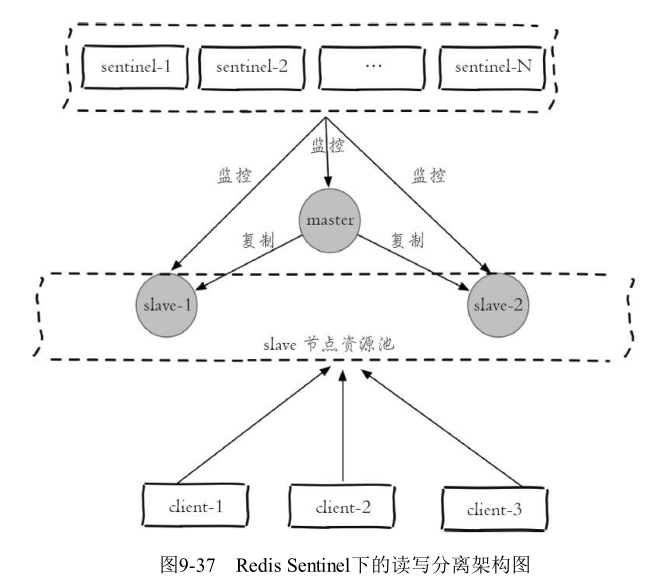 sentinel-1 sentinel-2 … sentinel-N
监控 监控 监控
master
复制 复制
slave-1 slave-2
slave 节点资源池
client-1 client-2 client-3
图9-37 Redis Sentinel下的读写分离架构图